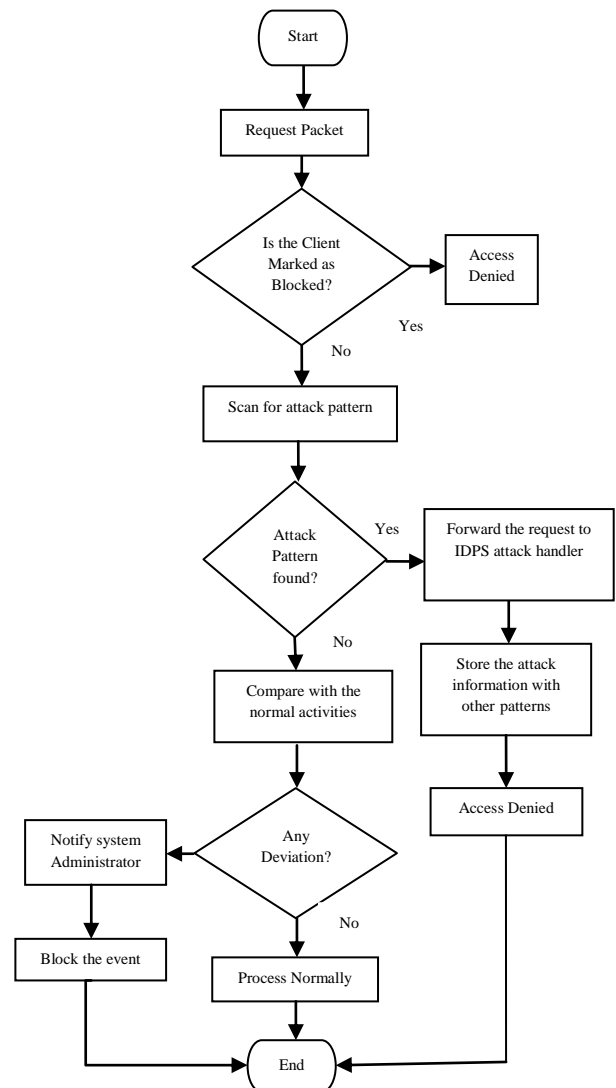 Start
Request Packet
Is the Client
Marked as
Blocked?
Access
Denied
Yes
No
Scan for attack pattern
Attack
Pattern
found?
Yes
Forward the request to
IDPS attack handler
No
Store the attack
information with
other patterns
Compare with the
normal activities
Access Denied
Any
Deviation?
Notify system
Administrator
No
Block the event
Process Normally
End